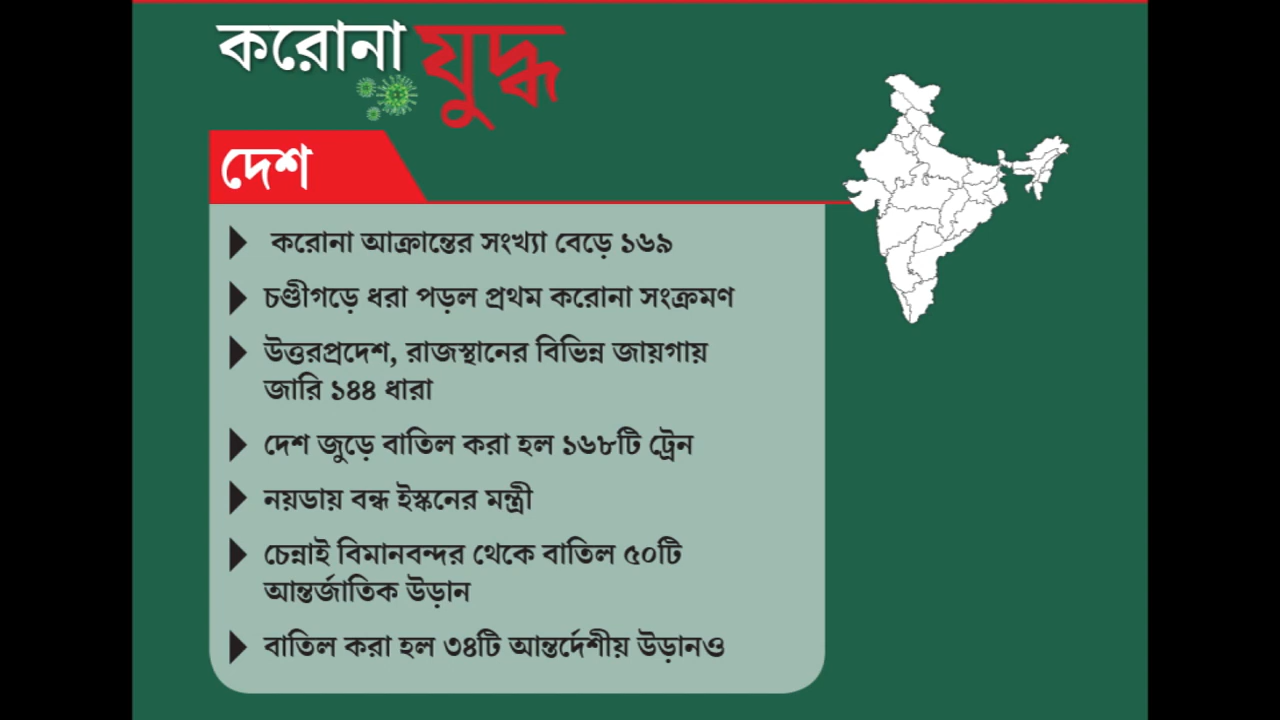 করোনা যুদ্ধ
দেশ
করোনা আক্রান্তের সংখ্যা বেড়ে ১৬৯
চণ্ডীগড়ে ধরা পড়ল প্রথম করোনা সংক্রমণ
উত্তরপ্রদেশ, রাজস্থানের বিভিন্ন জায়গায়
জারি ১৪৪ ধারা
দেশ জুড়ে বাতিল করা হল ১৬৮টি ট্রেন
নয়ডায় বন্ধ ইস্কনের মন্ত্রী
চেন্নাই বিমানবন্দর থেকে বাতিল ৫০টি
আন্তর্জাতিক উড়ান
বাতিল করা হল ৩৪টি আন্তর্দেশীয় উড়ানও